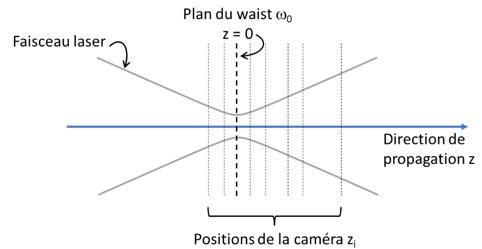 Plan du waist ω₀
z = 0
Faisceau laser
Direction de
propagation z
Positions de la caméra zᵢ